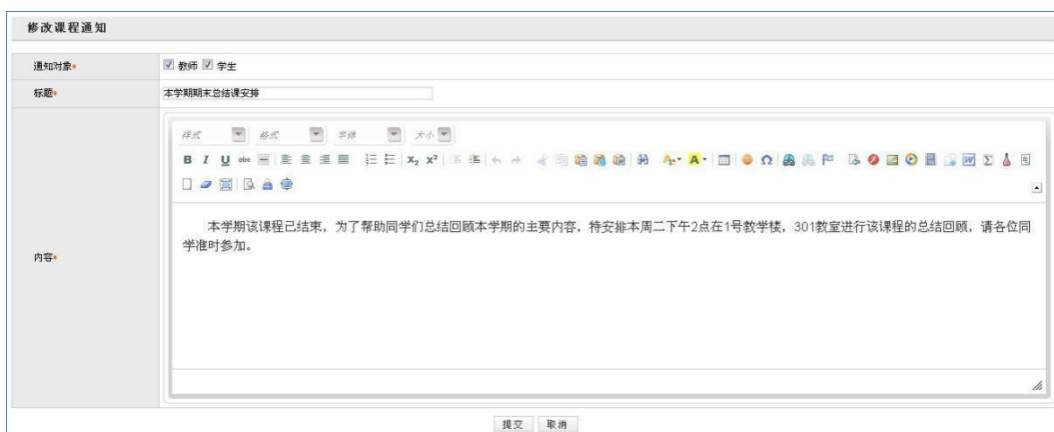 修改课程通知
通知对象* 教师 学生
标题* 本学期期末总结课安排
样式 格式 字体 大小
B I U abc X₂ X² A A Ω W Σ
本学期该课程已结束，为了帮助同学们总结回顾本学期的主要内容，特安排本周二下午2点在1号教学楼，301教室进行该课程的总结回顾，请各位同
学准时参加。
内容*
提交 取消